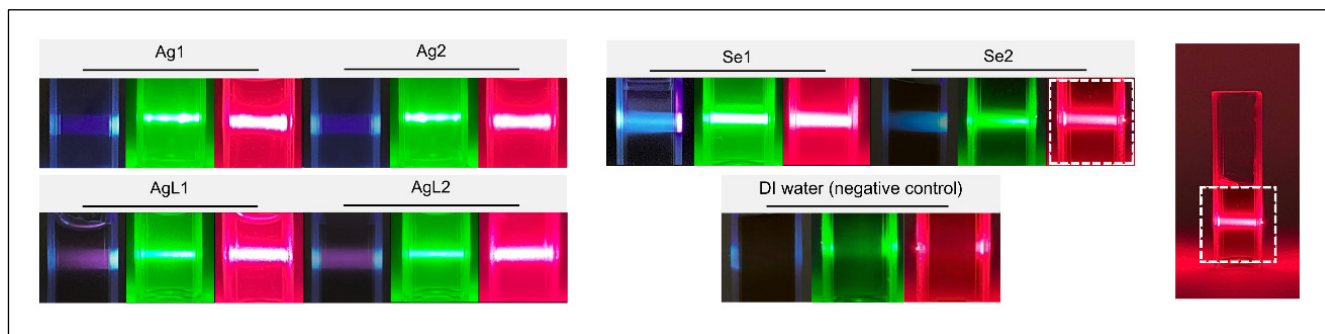 Ag1
Ag2
Se1
Se2
AgL1
AgL2
DI water (negative control)